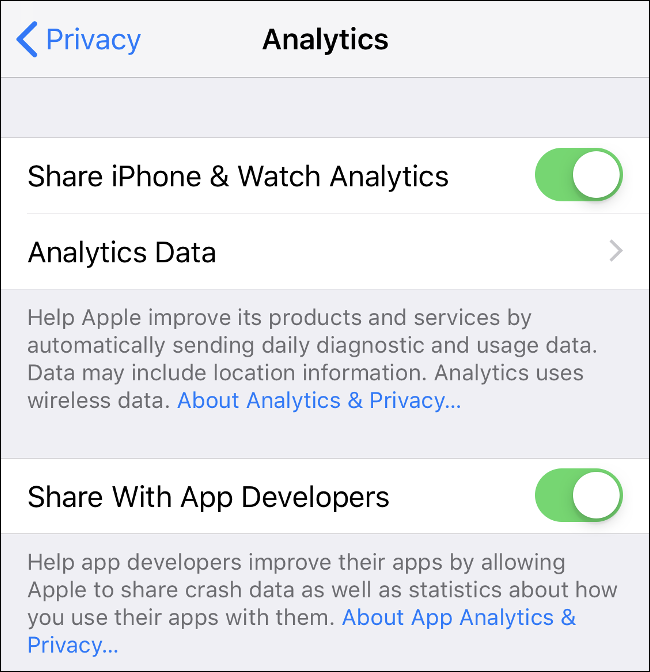 Privacy
Analytics
Share iPhone & Watch Analytics
Analytics Data
Help Apple improve its products and services by
automatically sending daily diagnostic and usage data.
Data may include location information. Analytics uses
wireless data. About Analytics & Privacy...
Share With App Developers
Help app developers improve their apps by allowing
Apple to share crash data as well as statistics about how
you use their apps with them. About App Analytics &
Privacy...